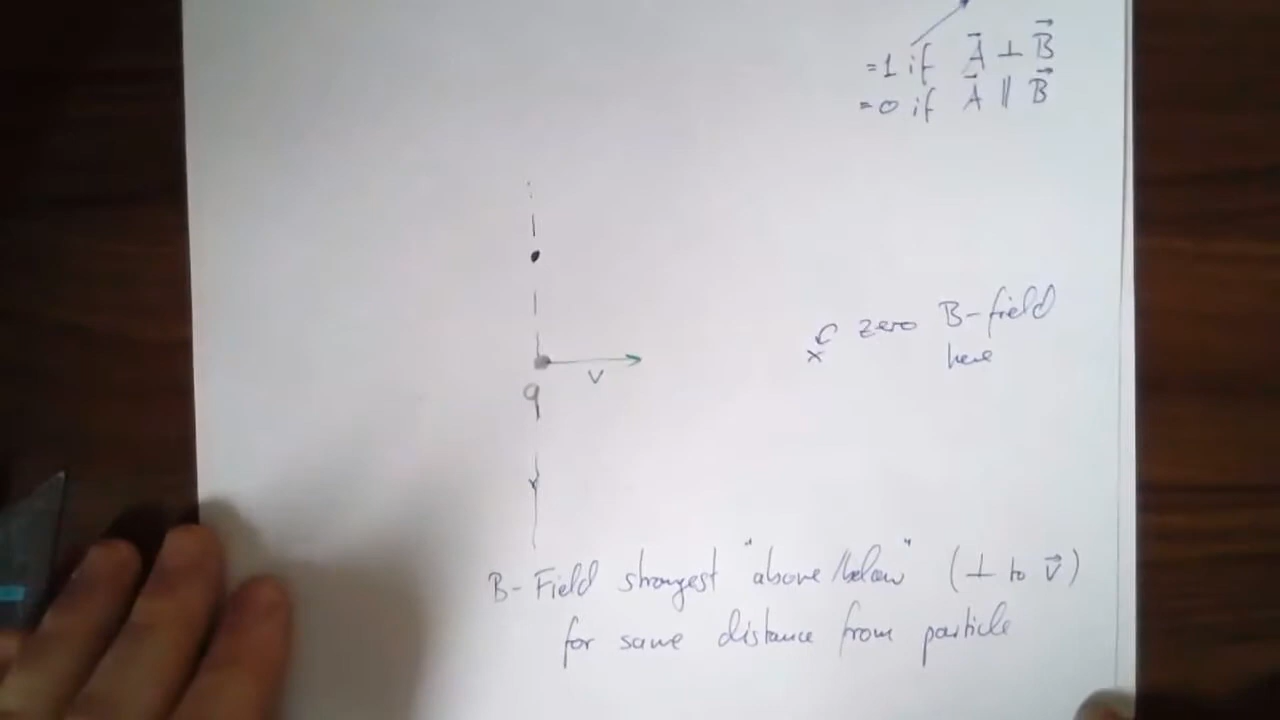 =1 if A⃗ ⊥ B⃗
=0 if A⃗ ∥ B⃗
zero B-field
x
here
v
q
x
B-Field strongest "above/below" (⊥ to v⃗)
for same distance from particle